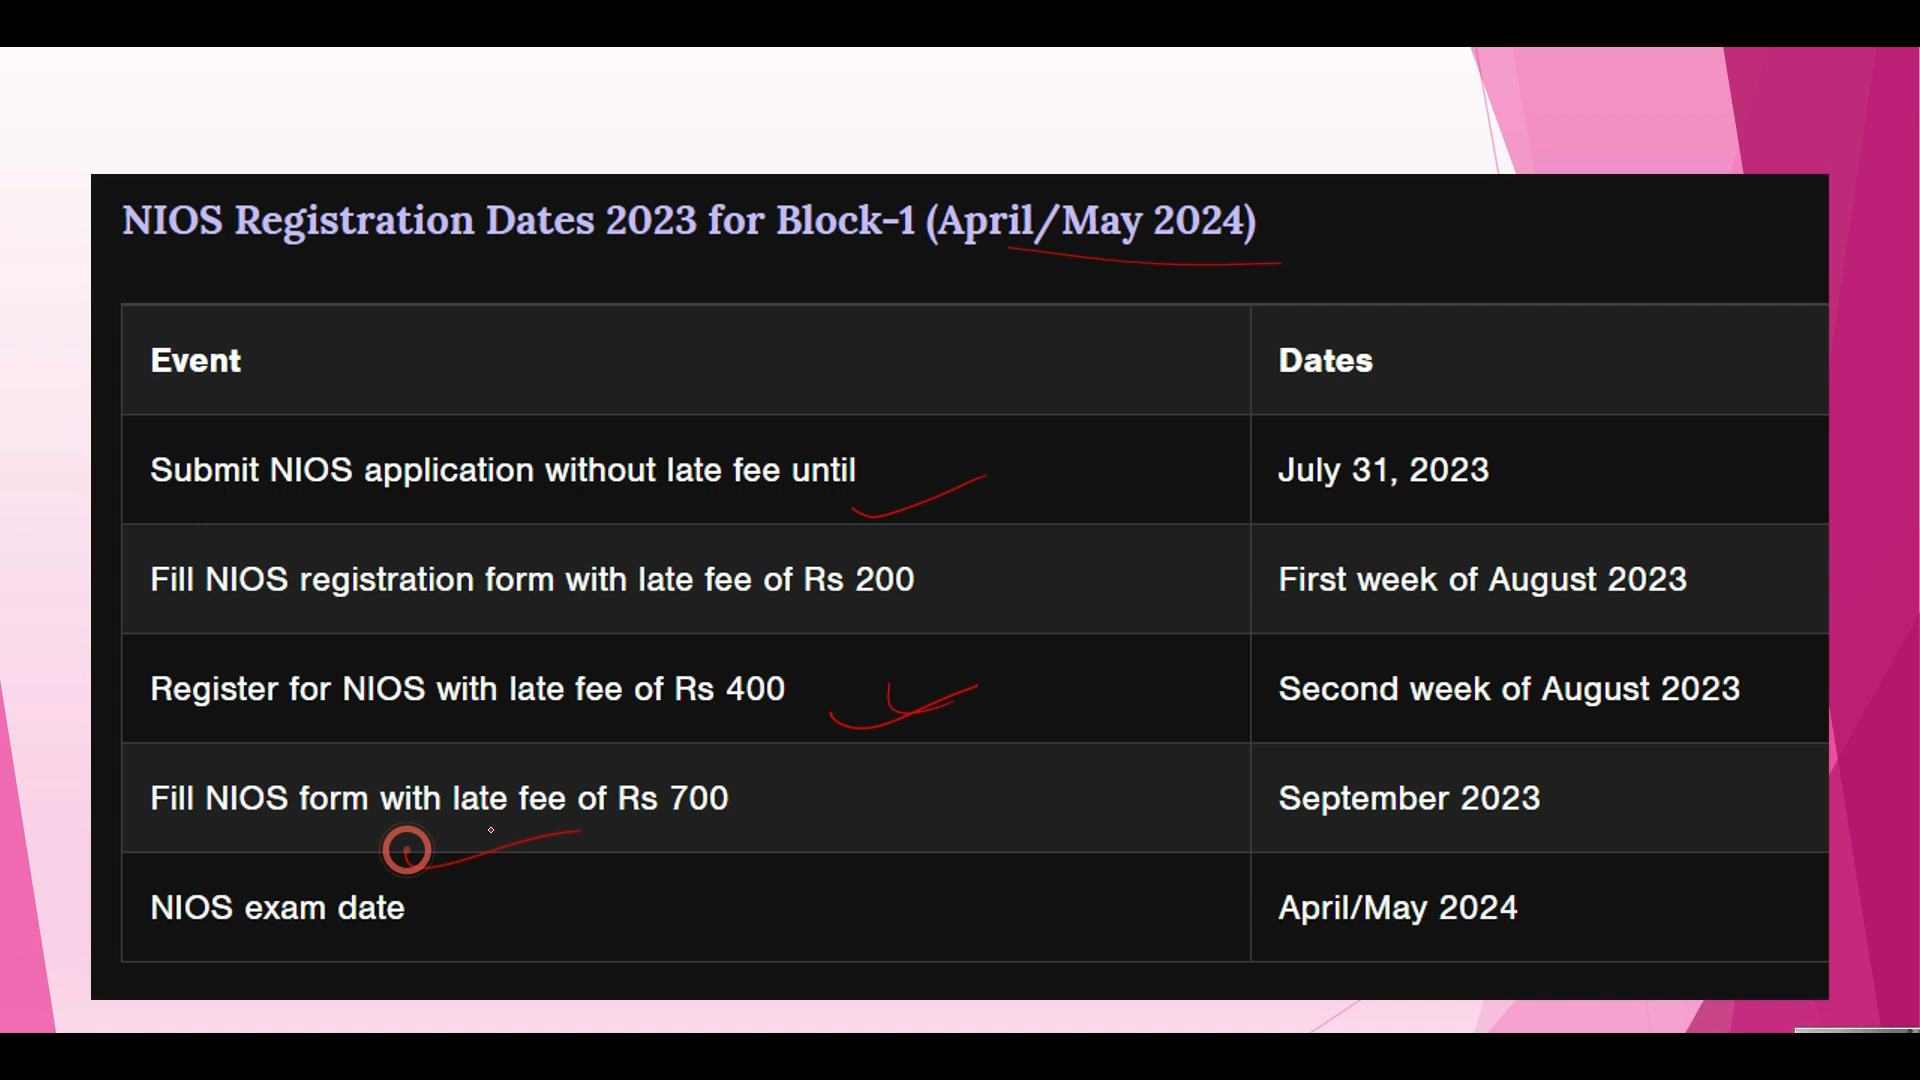 NIOS Registration Dates 2023 for Block-1 (April/May 2024)
Event Dates
Submit NIOS application without late fee until July 31, 2023
Fill NIOS registration form with late fee of Rs 200 First week of August 2023
Register for NIOS with late fee of Rs 400 Second week of August 2023
Fill NIOS form with late fee of Rs 700 September 2023
NIOS exam date April/May 2024